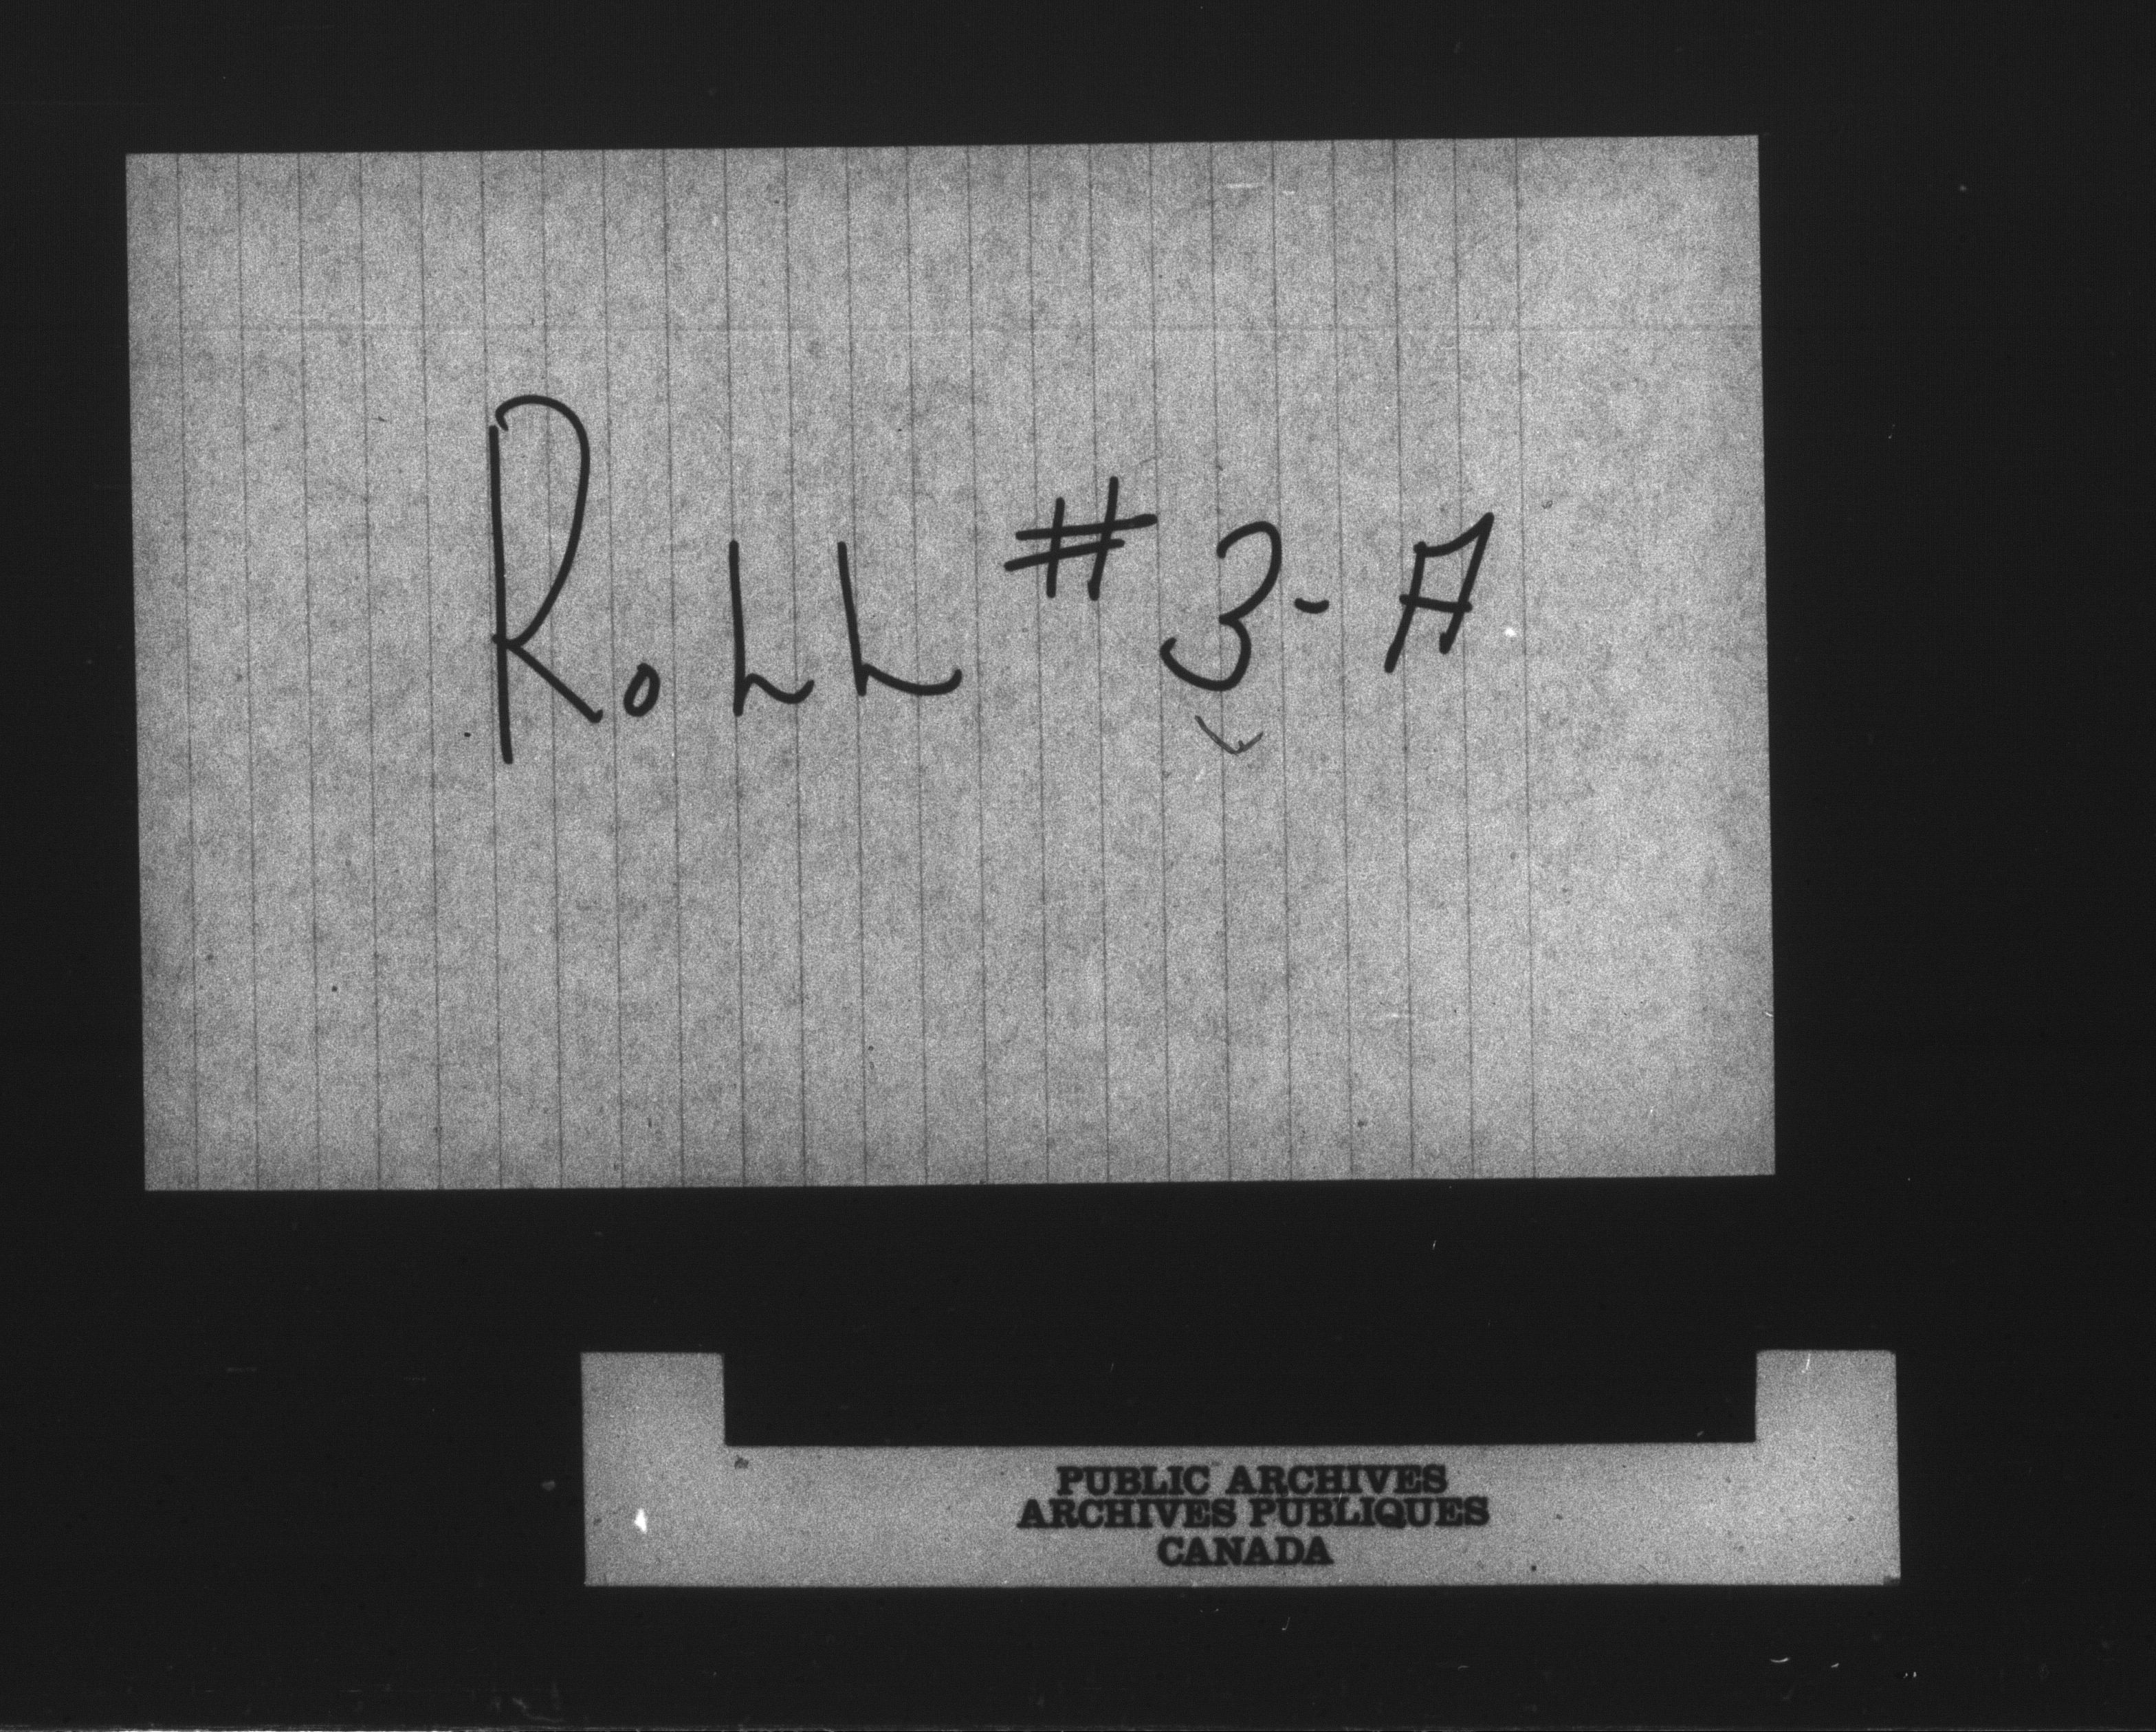 RoLL # 3-A
PUBLIC ARCHIVES
ARCHIVES PUBLIQUES
CANADA